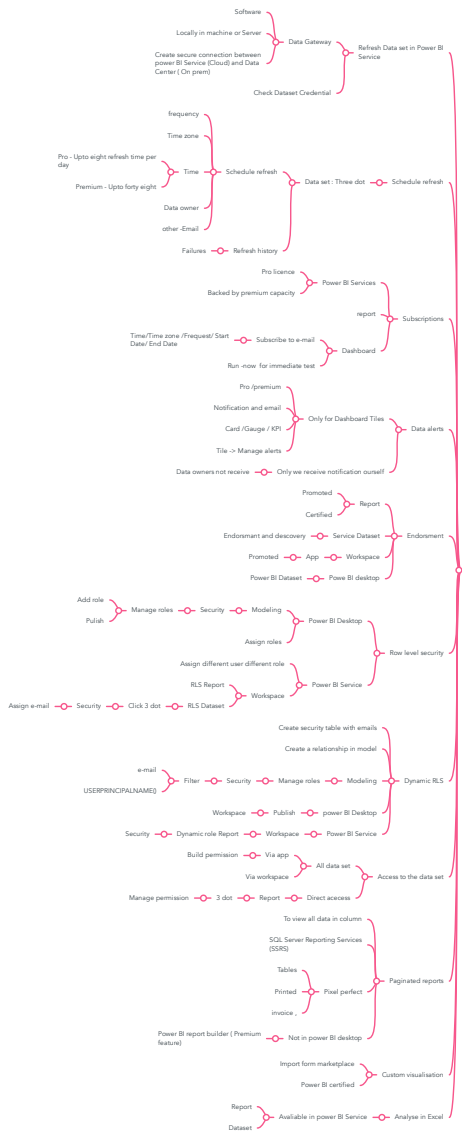 Software
Locally in machine or Server
Data Gateway
Refresh Data set in Power BI
Service
Create secure connection between
power BI Service (Cloud) and Data
Center ( On prem)
Check Dataset Credential
frequency
Time zone
Pro - Upto eight refresh time per
day
Time
Schedule refresh
Data set : Three dot
Schedule refresh
Premium - Upto forty eight
Data owner
other -Email
Failures
Refresh history
Pro licence
Power BI Services
Backed by premium capacity
report
Subscriptions
Time/Time zone /Frequest/ Start
Date/ End Date
Subscribe to e-mail
Dashboard
Run -now for immediate test
Pro /premium
Notification and email
Only for Dashboard Tiles
Card /Gauge / KPI
Data alerts
Tile -> Manage alerts
Data owners not receive
Only we receive notification ourself
Promoted
Report
Certified
Endorsmant and descovery
Service Dataset
Endorsment
Promoted
App
Workspace
Power BI Dataset
Powe BI desktop
Add role
Manage roles
Security
Modeling
Power BI Desktop
Pulish
Assign roles
Row level security
Assign different user different role
RLS Report
Power BI Service
Workspace
Assign e-mail
Security
Click 3 dot
RLS Dataset
Create security table with emails
Create a relationship in model
e-mail
Filter
Security
Manage roles
Modeling
Dynamic RLS
USERPRINCIPALNAME()
Workspace
Publish
power BI Desktop
Security
Dynamic role Report
Workspace
Power BI Service
Build permission
Via app
All data set
Via workspace
Access to the data set
Manage permission
3 dot
Report
Direct acecess
To view all data in column
SQL Server Reporting Services
(SSRS)
Tables
Paginated reports
Printed
Pixel perfect
invoice ,
Power BI report builder ( Premium
feature)
Not in power BI desktop
Import form marketplace
Custom visualisation
Power BI certified
Report
Avaliable in power BI Service
Analyse in Excel
Dataset